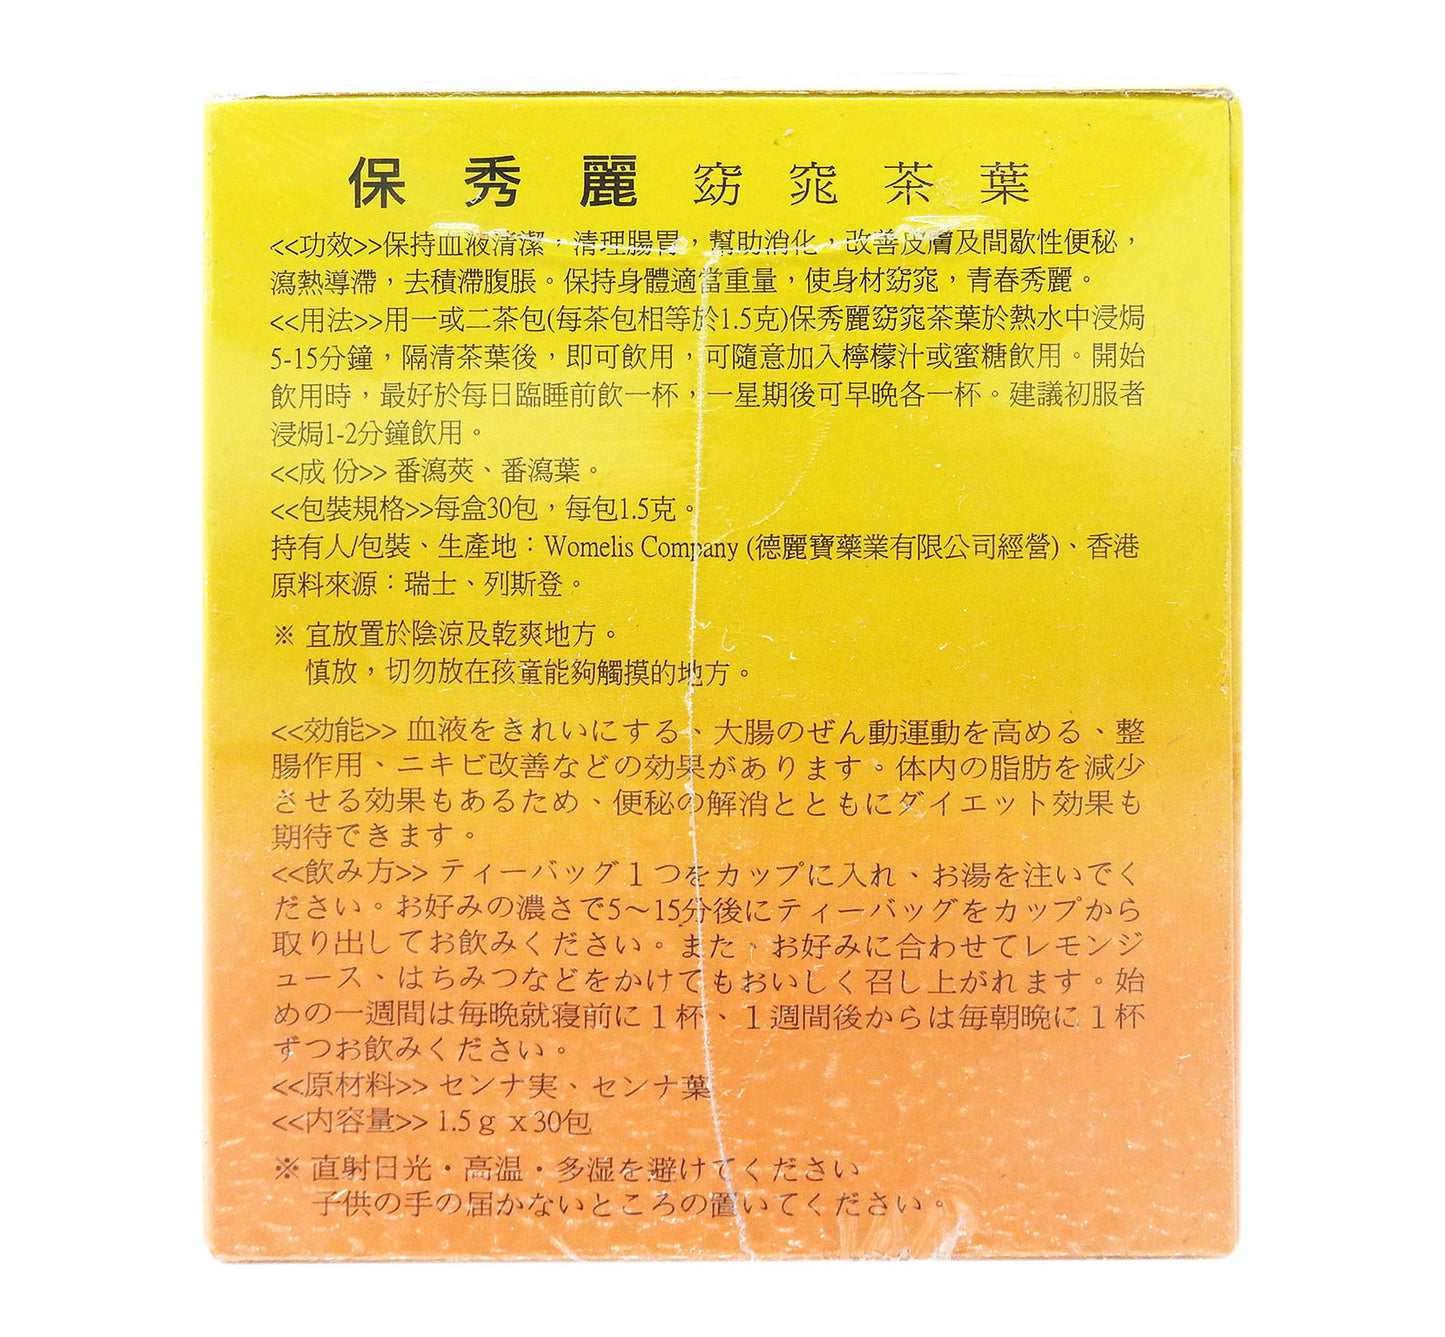 保秀麗 窈窕茶葉
<<功效>>保持血液清潔，清理腸胃，幫助消化，改善皮膚及間歇性便秘，
瀉熱導滯，去積滯腹脹。保持身體適當重量，使身材窈窕，青春秀麗。
<<用法>>用一或二茶包(每茶包相等於1.5克)保秀麗窈窕茶葉於熱水中浸焗
5-15分鐘，隔清茶葉後，即可飲用，可隨意加入檸檬汁或蜜糖飲用。開始
飲用時，最好於每日臨睡前飲一杯，一星期後可早晚各一杯。建議初服者
浸焗1-2分鐘飲用。
<<成份>> 番瀉莢、番瀉葉。
<<包裝規格>>每盒30包，每包1.5克。
持有人/包裝、生產地：Womelis Company (德麗寶藥業有限公司經營)、香港
原料來源：瑞士、列斯登。
※ 宜放置於陰涼及乾爽地方。
慎放，切勿放在孩童能夠觸摸的地方。
<<効能>> 血液をきれいにする、大腸のぜん動運動を高める、整
腸作用、ニキビ改善などの効果があります。体内の脂肪を減少
させる効果もあるため、便秘の解消とともにダイエット効果も
期待できます。
<<飲み方>> ティーバッグ１つをカップに入れ、お湯を注いでく
ださい。お好みの濃さで5～15分後にティーバッグをカップから
取り出してお飲みください。また、お好みに合わせてレモンジ
ュース、はちみつなどをかけてもおいしく召し上がれます。始
めの一週間は毎晩就寝前に１杯、１週間後からは毎朝晩に１杯
ずつお飲みください。
<<原材料>> センナ実、センナ葉
<<内容量>> 1.5ｇ x30包
※ 直射日光・高温・多湿を避けてください
子供の手の届かないところの置いてください。